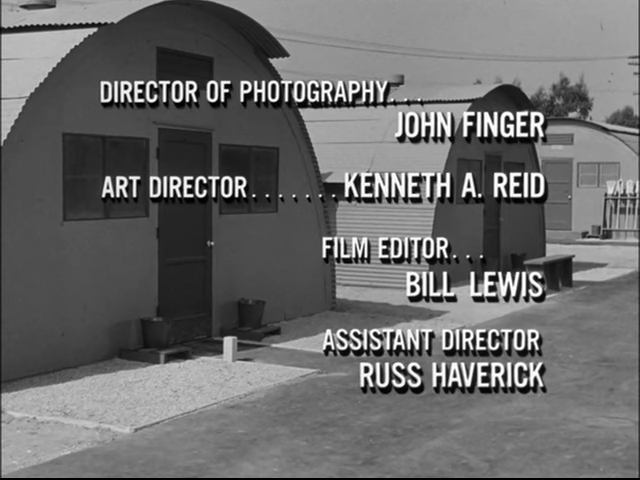 DIRECTOR OF PHOTOGRAPHY...
JOHN FINGER
ART DIRECTOR.......KENNETH A. REID
FILM EDITOR...
BILL LEWIS
ASSISTANT DIRECTOR
RUSS HAVERICK